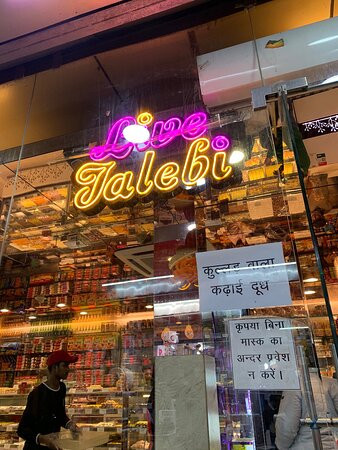 Live
Jalebi
कुल्हड़ वाला
कढ़ाई दूध
कृपया बिना
मास्क का
अन्दर प्रवेश
न करें।